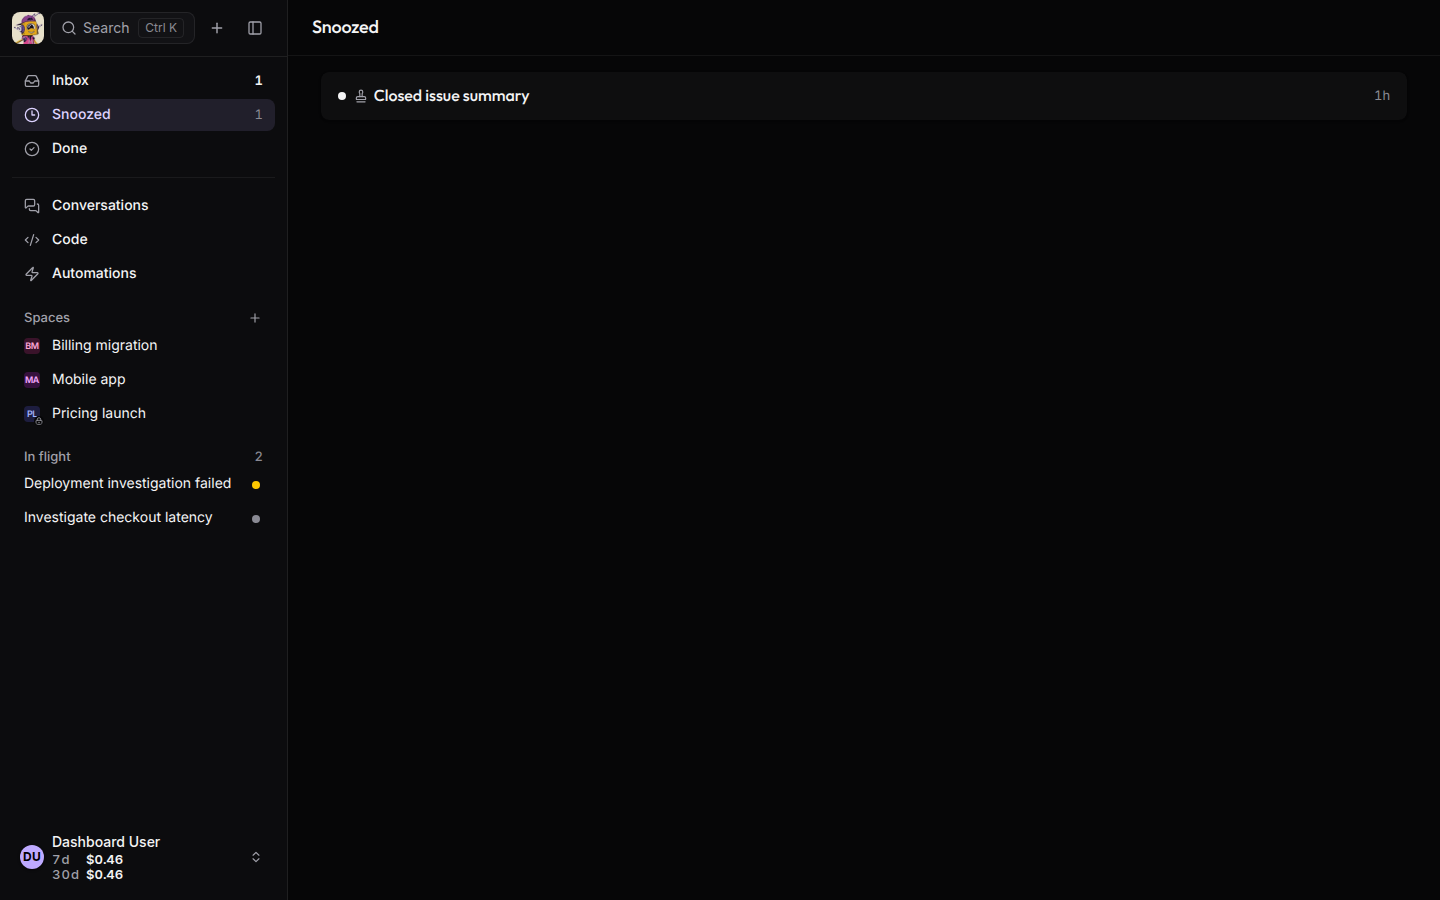 Search Ctrl K
Inbox 1
Snoozed 1
Done
Conversations
Code
Automations
Spaces
BM Billing migration
MA Mobile app
PL Pricing launch
In flight 2
Deployment investigation failed
Investigate checkout latency
DU Dashboard User
7d $0.46
30d $0.46
Snoozed
Closed issue summary 1h